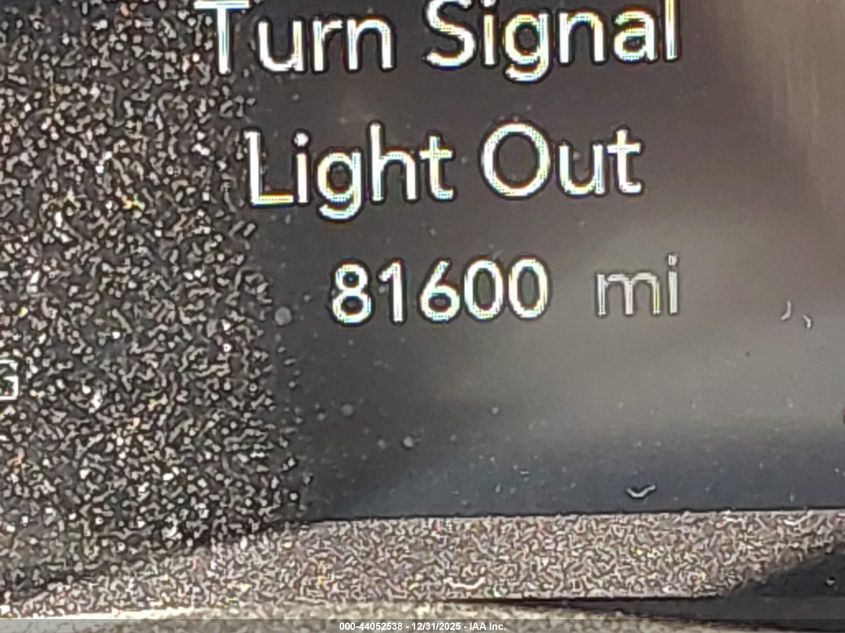 Turn Signal
Light Out
81600 mi
G
000-44052538 - 12/31/2025 - IAA Inc.